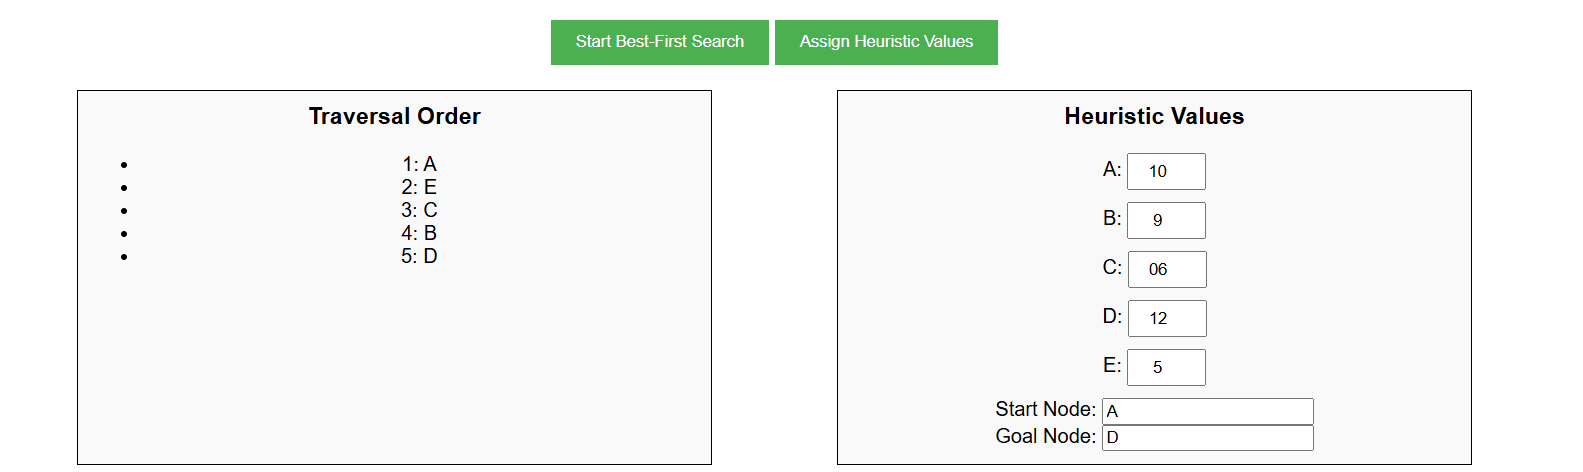 Start Best-First Search
Assign Heuristic Values
Traversal Order
1: A
2: E
3: C
4: B
5: D
Heuristic Values
A: 10
B: 9
C: 06
D: 12
E: 5
Start Node: A
Goal Node: D